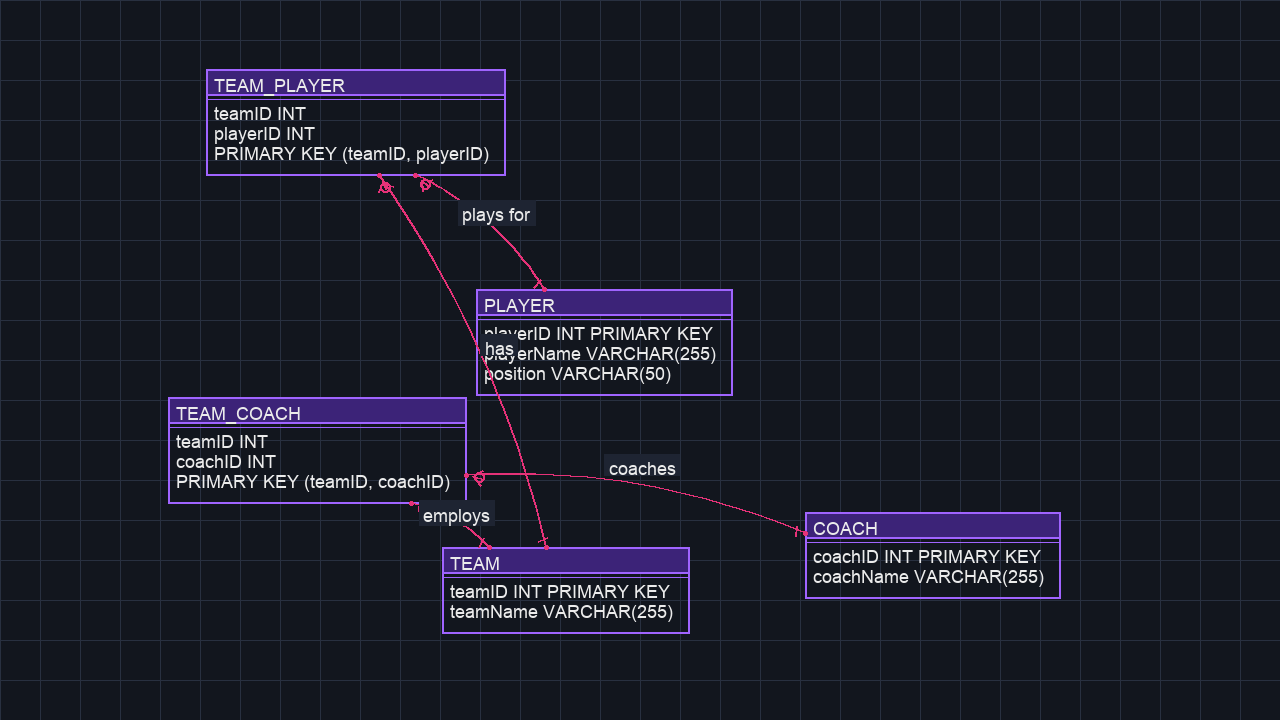 TEAM_PLAYER
teamID INT
playerID INT
PRIMARY KEY (teamID, playerID)
plays for
PLAYER
playerID INT PRIMARY KEY
has
playerName VARCHAR(255)
position VARCHAR(50)
TEAM_COACH
teamID INT
coachID INT
PRIMARY KEY (teamID, coachID)
coaches
employs
COACH
coachID INT PRIMARY KEY
coachName VARCHAR(255)
TEAM
teamID INT PRIMARY KEY
teamName VARCHAR(255)